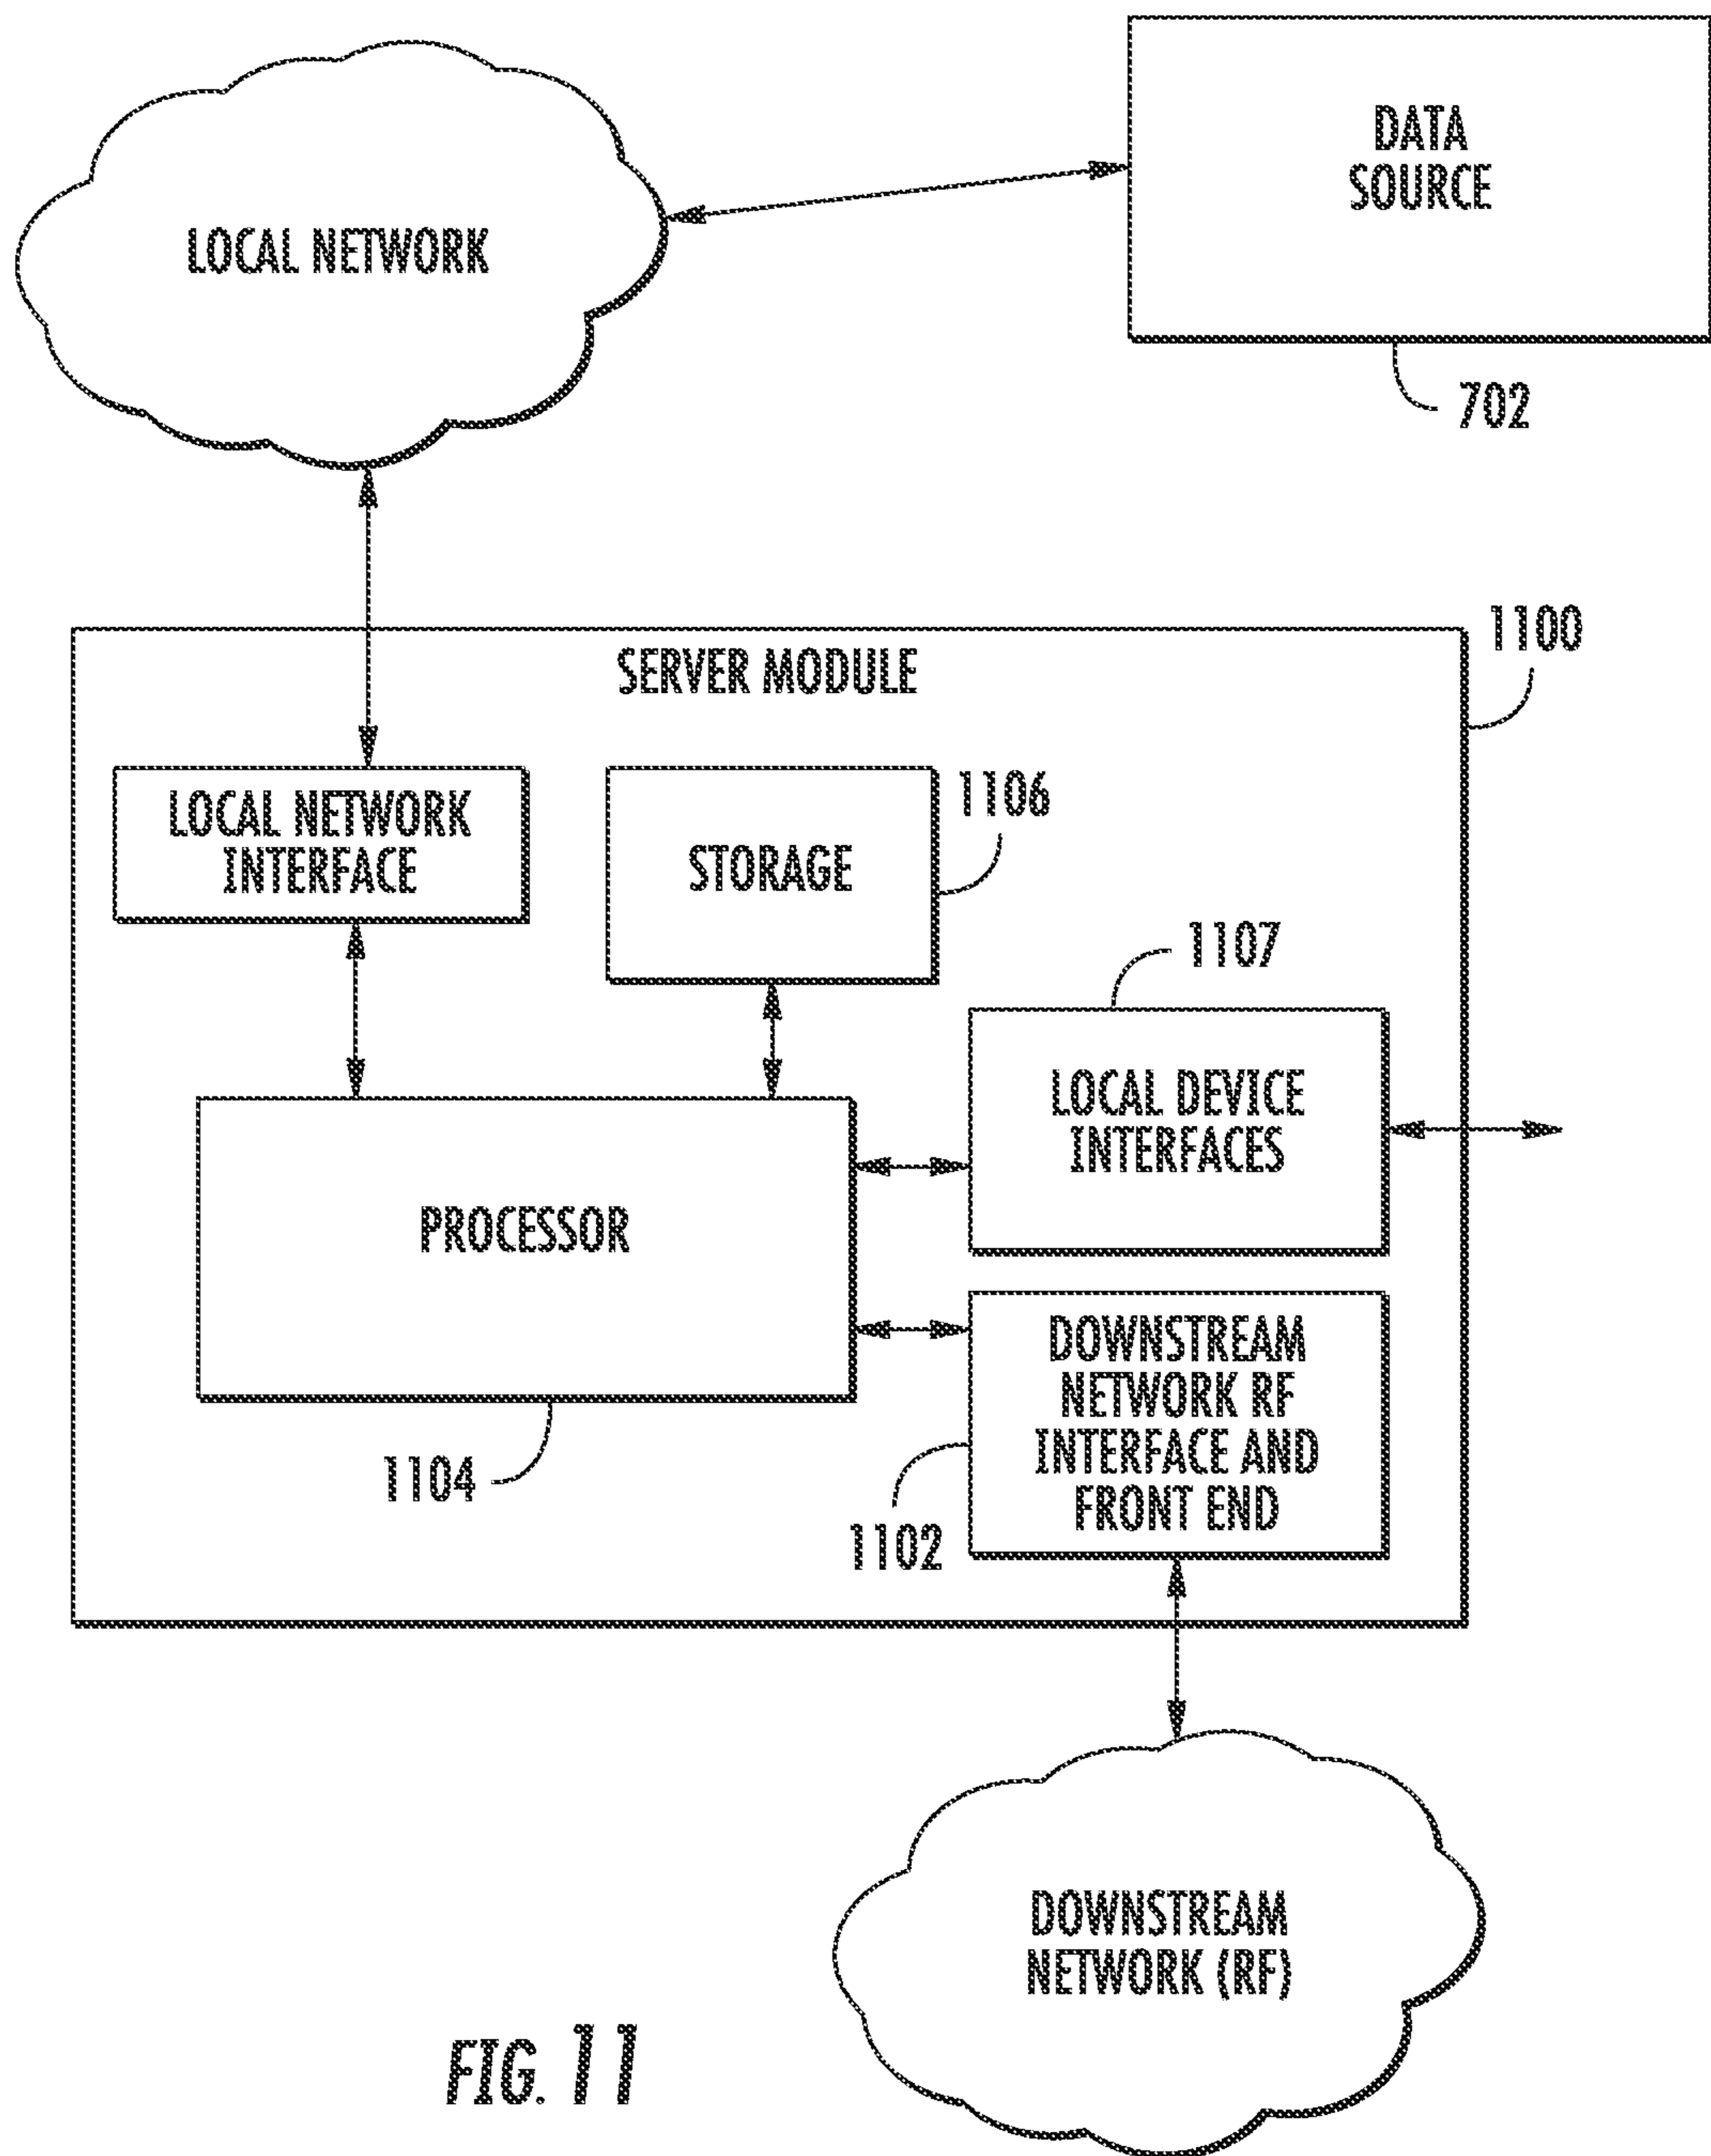 LOCAL NETWORK
DATA
SOURCE
702
1100
SERVER MODULE
LOCAL NETWORK
INTERFACE
STORAGE
1106
1107
LOCAL DEVICE
INTERFACES
PROCESSOR
1104
DOWNSTREAM
NETWORK RF
INTERFACE AND
FRONT END
1102
DOWNSTREAM
NETWORK (RF)
FIG. 11